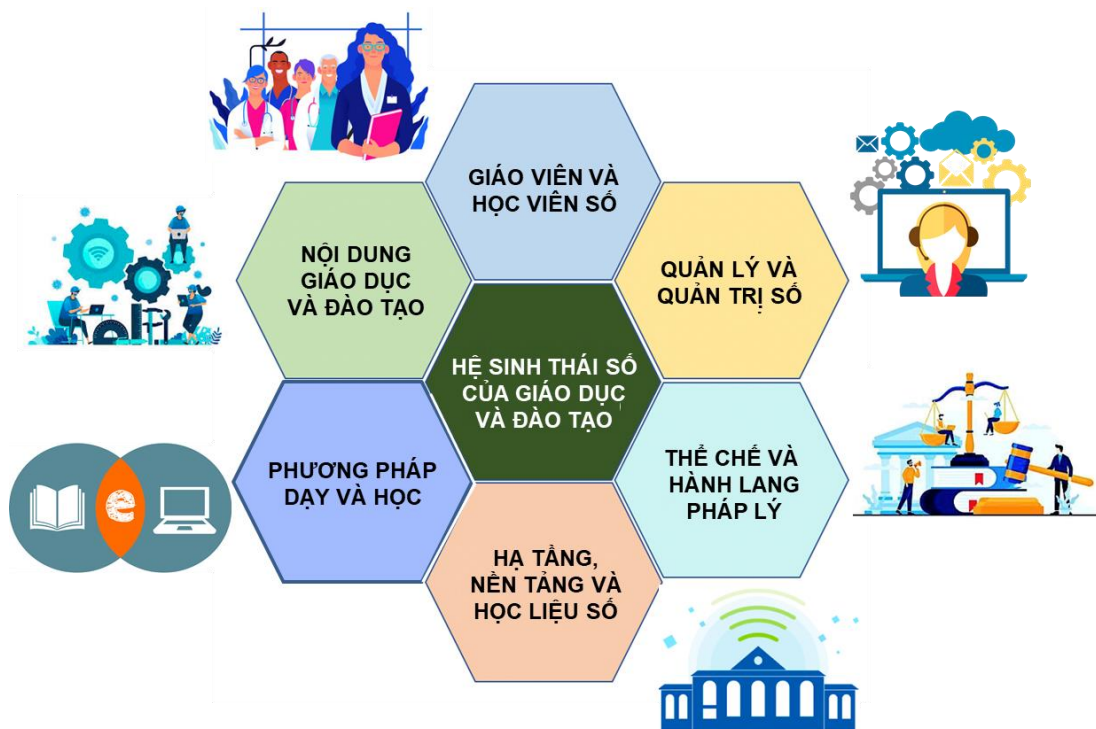 GIÁO VIÊN VÀ
HỌC VIÊN SỐ
NỘI DUNG
GIÁO DỤC
VÀ ĐÀO TẠO
QUẢN LÝ VÀ
QUẢN TRỊ SỐ
HỆ SINH THÁI SỐ
CỦA GIÁO DỤC
VÀ ĐÀO TẠO
PHƯƠNG PHÁP
DẠY VÀ HỌC
THỂ CHẾ VÀ
HÀNH LANG
PHÁP LÝ
HẠ TẦNG,
NỀN TẢNG VÀ
HỌC LIỆU SỐ
e